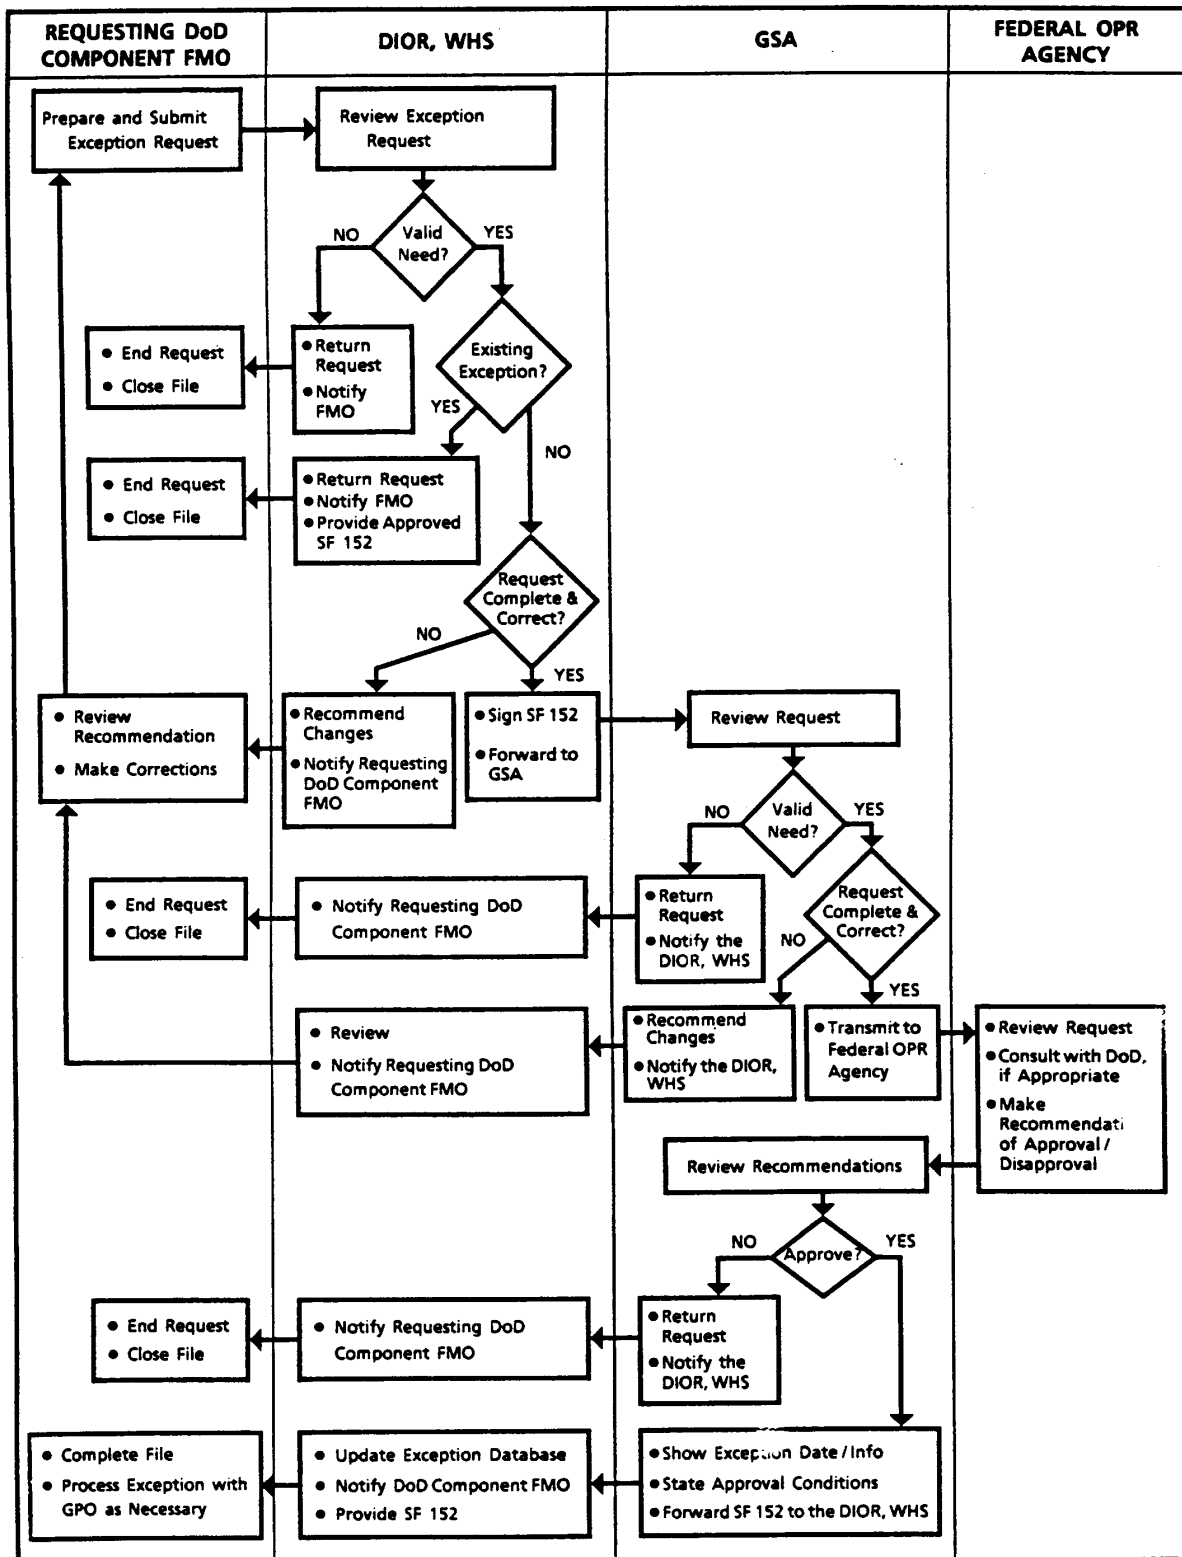 REQUESTING DoD
COMPONENT FMO
DIOR, WHS
GSA
FEDERAL OPR
AGENCY
Prepare and Submit
Exception Request
Review Exception
Request
Valid
Need?
NO
YES
Existing
Exception?
• Return
Request
• Notify
FMO
• End Request
• Close File
YES
NO
• Return Request
• Notify FMO
• Provide Approved
SF 152
• End Request
• Close File
Request
Complete &
Correct?
NO
YES
• Recommend
Changes
• Notify Requesting
DoD Component
FMO
• Review
Recommendation
• Make Corrections
• Sign SF 152
• Forward to
GSA
Review Request
Valid
Need?
NO
YES
• Return
Request
• Notify the
DIOR, WHS
• Notify Requesting DoD
Component FMO
• End Request
• Close File
Request
Complete &
Correct?
NO
YES
• Recommend
Changes
• Notify the DIOR,
WHS
• Review
• Notify Requesting DoD
Component FMO
• Transmit to
Federal OPR
Agency
• Review Request
• Consult with DoD,
if Appropriate
• Make
Recommendati
of Approval /
Disapproval
Review Recommendations
Approve?
NO
YES
• Return
Request
• Notify the
DIOR, WHS
• Notify Requesting DoD
Component FMO
• End Request
• Close File
• Show Exception Date / Info
• State Approval Conditions
• Forward SF 152 to the DIOR, WHS
• Update Exception Database
• Notify DoD Component FMO
• Provide SF 152
• Complete File
• Process Exception with
GPO as Necessary